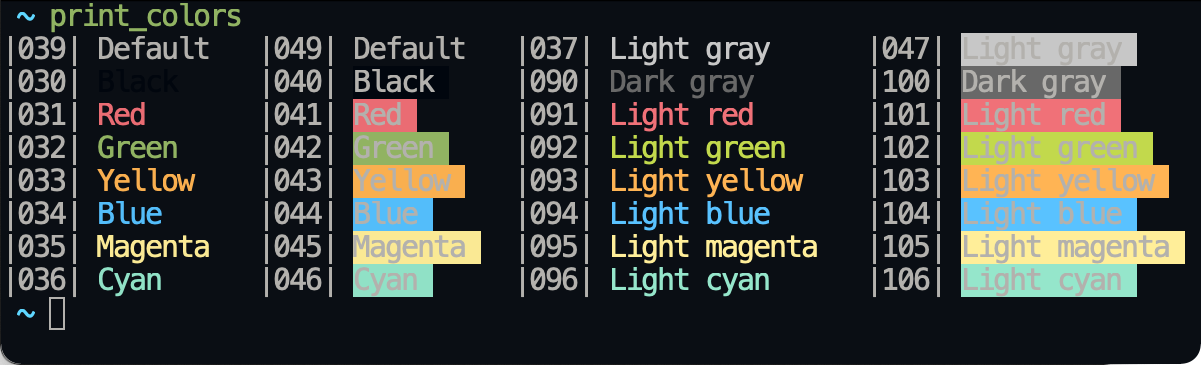 ~ print_colors
|039| Default |049| Default |037| Light gray |047| Light gray
|030| Black |040| Black |090| Dark gray |100| Dark gray
|031| Red |041| Red |091| Light red |101| Light red
|032| Green |042| Green |092| Light green |102| Light green
|033| Yellow |043| Yellow |093| Light yellow |103| Light yellow
|034| Blue |044| Blue |094| Light blue |104| Light blue
|035| Magenta |045| Magenta |095| Light magenta |105| Light magenta
|036| Cyan |046| Cyan |096| Light cyan |106| Light cyan
~